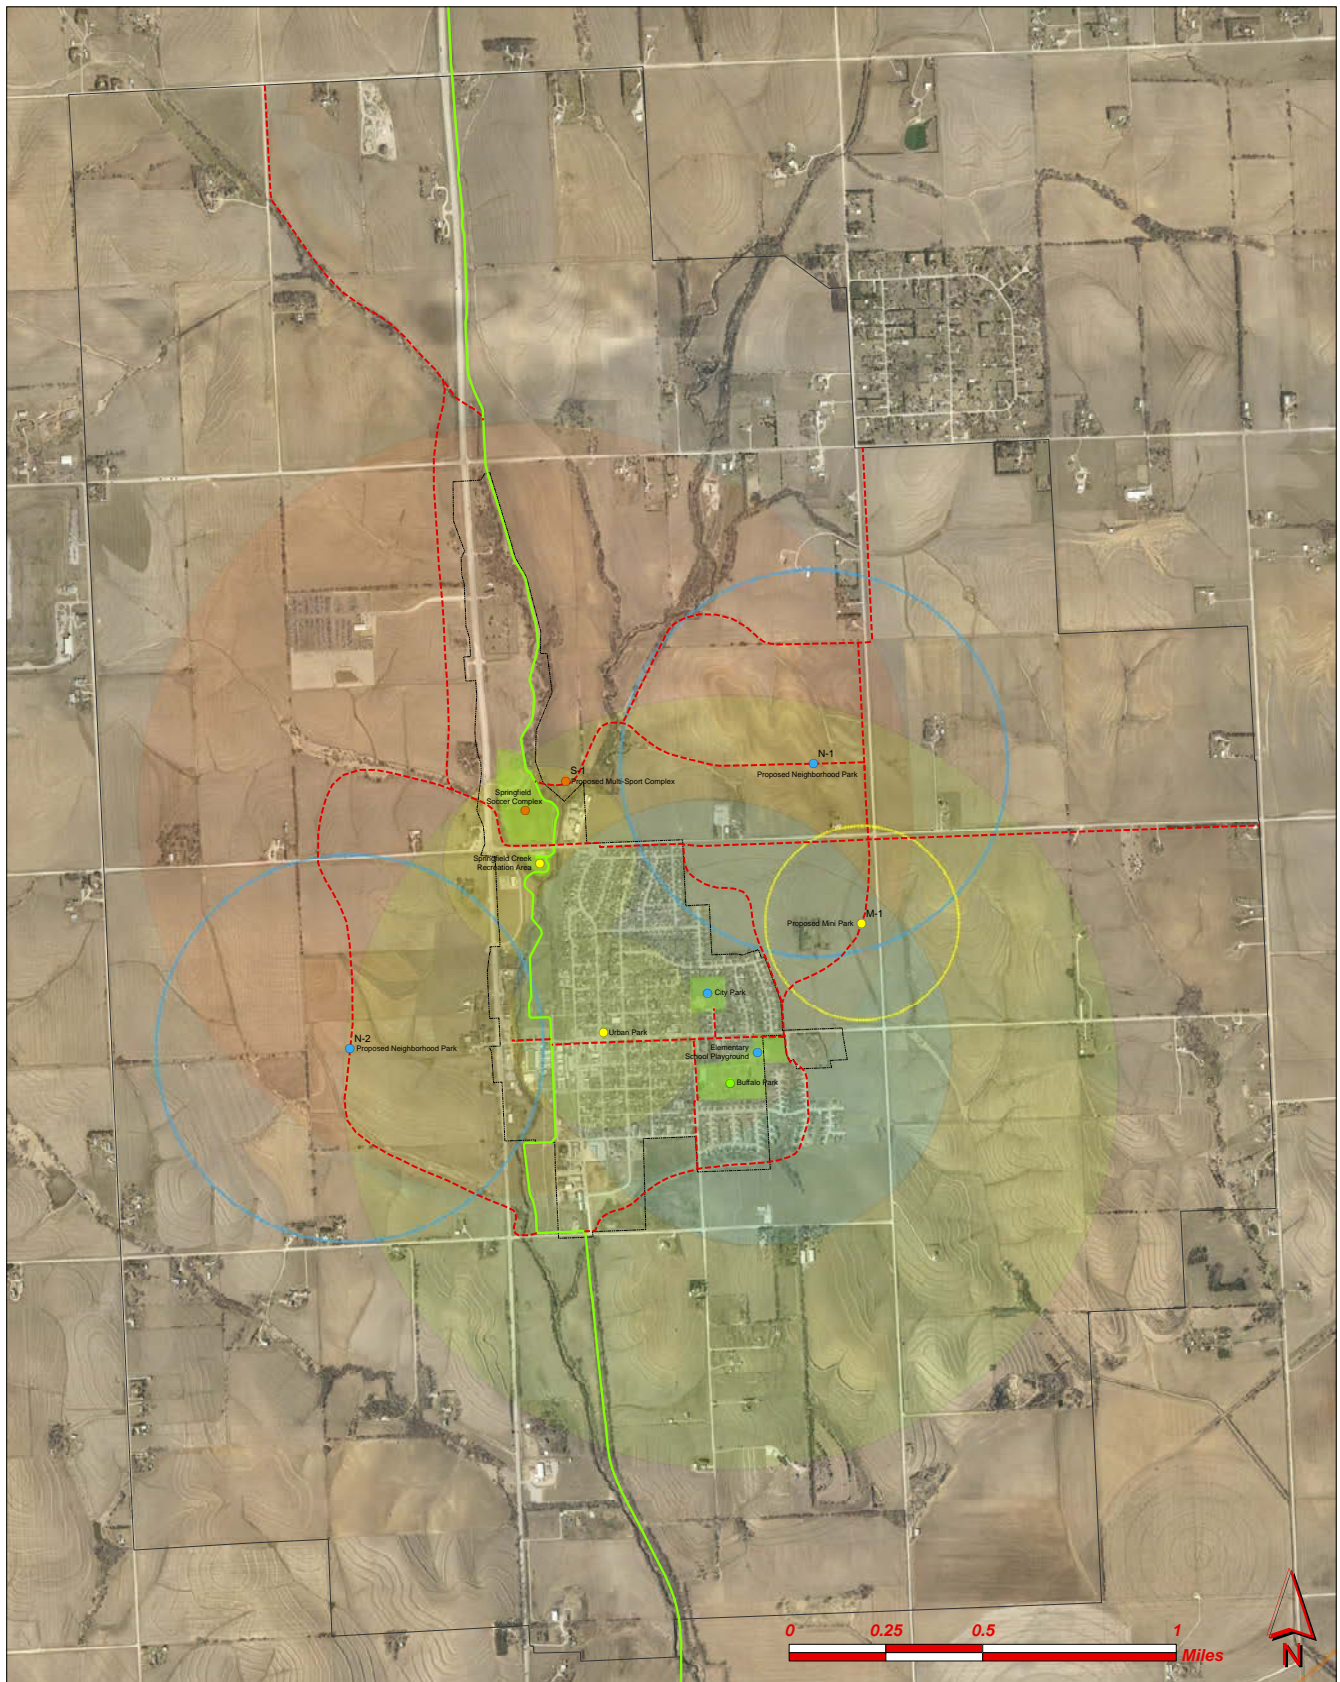 S-1
Proposed Multi-Sport Complex
N-1
Proposed Neighborhood Park
Springfield
Soccer Complex
Springfield Creek
Recreation Area
M-1
Proposed Mini Park
City Park
Urban Park
N-2
Proposed Neighborhood Park
Elementary
School Playground
Buffalo Park
0 0.25 0.5 1
Miles
N